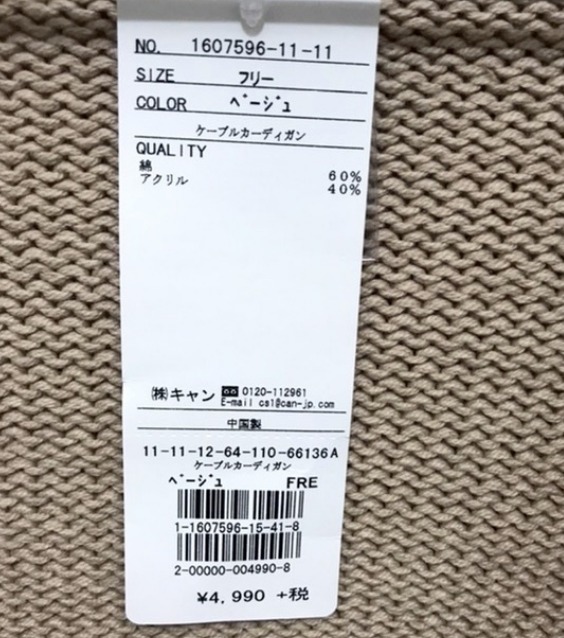 NO. 1607596-11-11
SIZE フリー
COLOR ベージュ
ケーブルカーディガン
QUALITY
綿 60%
アクリル 40%
㈱キャン 0120-112961
E-mail cs1@can-jp.com
中国製
11-11-12-64-110-66136A
ケーブルカーディガン
ベージュ FRE
1-1607596-15-41-8
2-00000-004990-8
¥4,990 +税